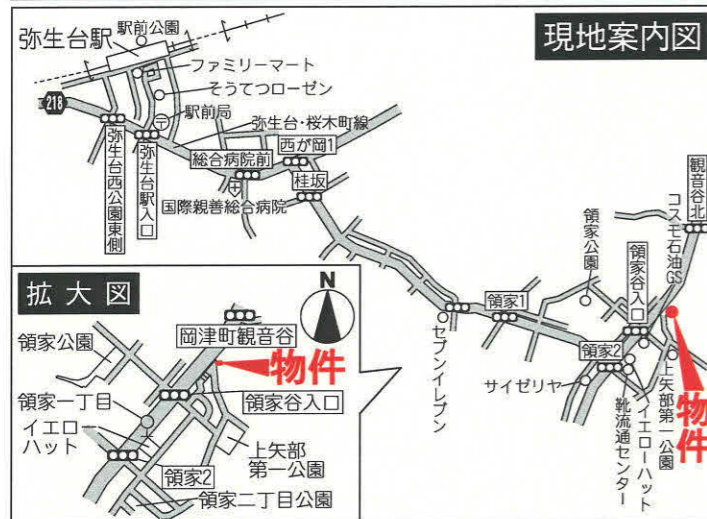 現地案内図
弥生台駅
駅前公園
ファミリーマート
そうてつローゼン
218
駅前局
弥生台・桜木町線
西が岡1
総合病院前
桂坂
国際親善総合病院
弥生台西公園東側
弥生台駅入口
観音谷北
コスモ石油GS
領家公園
領家谷入口
領家1
セブンイレブン
領家2
サイゼリヤ
靴流通センター
イエローハット
上矢部第一公園
物件
拡大図
N
岡津町観音谷
領家公園
物件
領家谷入口
領家一丁目
イエロー
ハット
上矢部
第一公園
領家2
領家二丁目公園